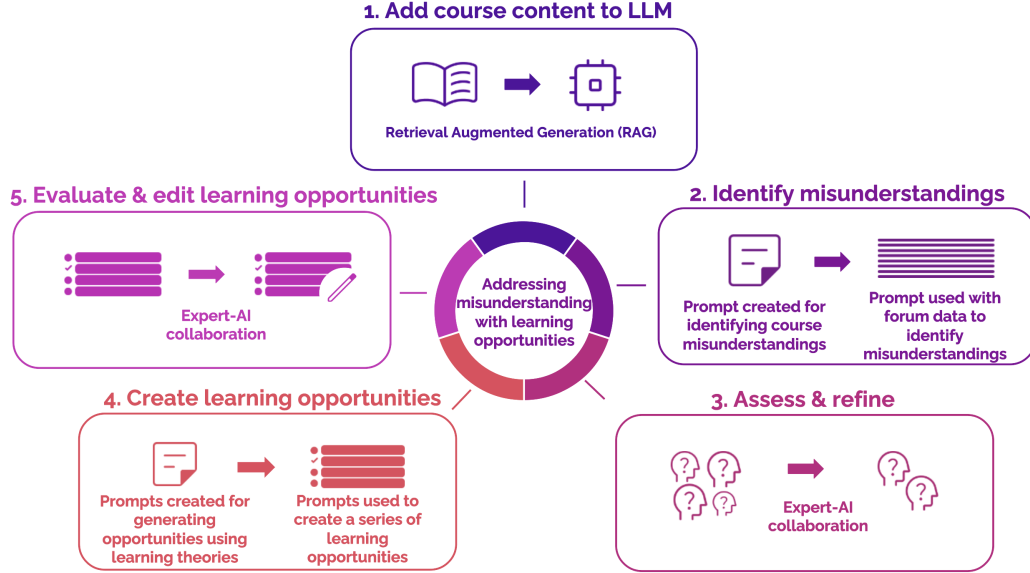 1. Add course content to LLM
Retrieval Augmented Generation (RAG)
2. Identify misunderstandings
Prompt created for
identifying course
misunderstandings
Prompt used with
forum data to
identify
misunderstandings
3. Assess & refine
? ? ? ?
Expert-AI
collaboration
? ?
4. Create learning opportunities
Prompts created for
generating
opportunities using
learning theories
Prompts used to
create a series of
learning
opportunities
5. Evaluate & edit learning opportunities
Expert-AI
collaboration
Addressing
misunderstanding
with learning
opportunities